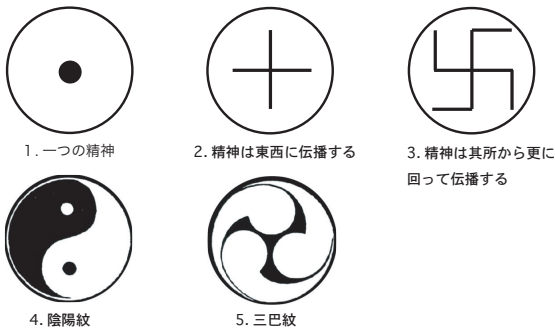 1. 一つの精神
2. 精神は東西に伝播する
3. 精神は其所から更に
回って伝播する
4. 陰陽紋
5. 三巴紋